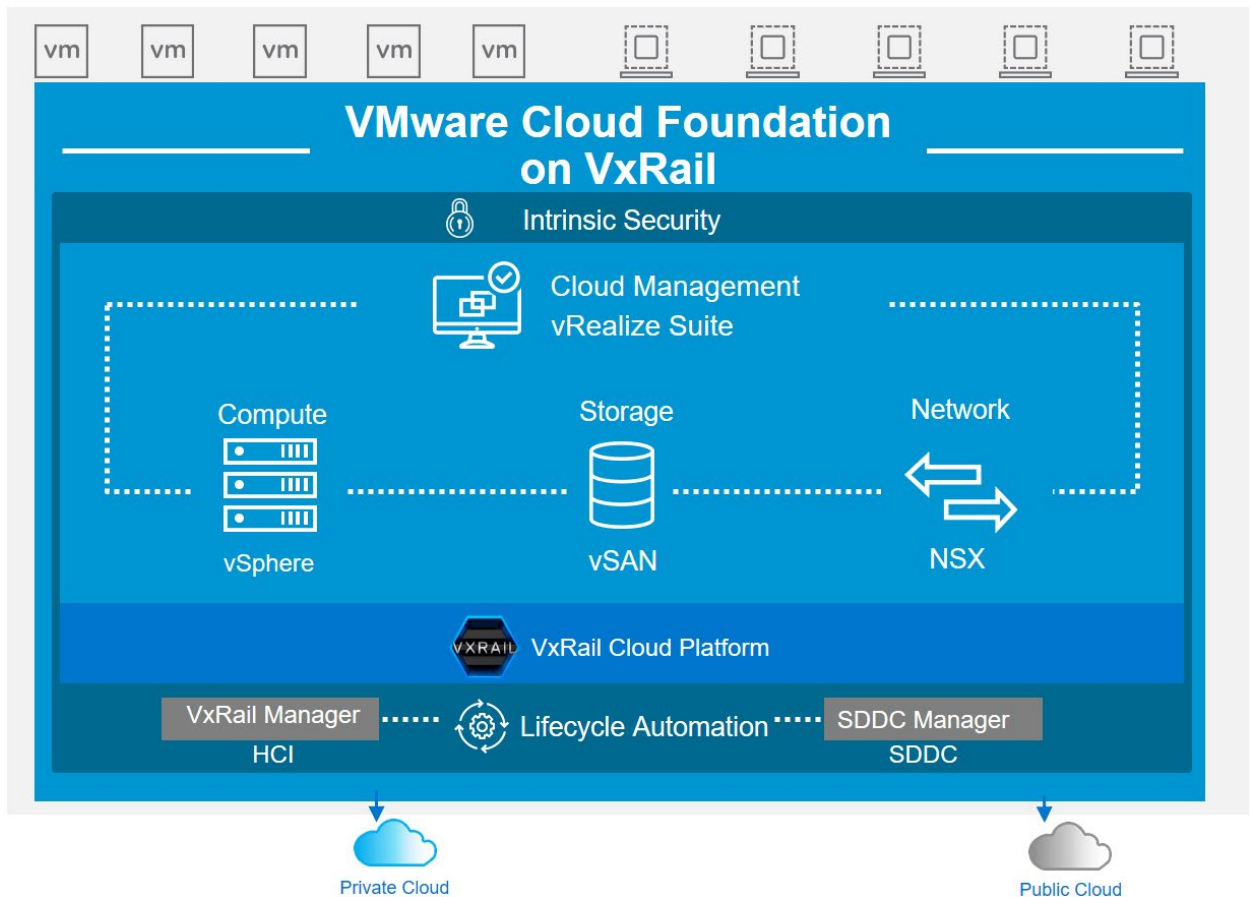 vm vm vm vm vm
VMware Cloud Foundation
on VxRail
Intrinsic Security
Cloud Management
vRealize Suite
Compute
Storage
Network
vSphere
vSAN
NSX
VXRAIL
VxRail Cloud Platform
VxRail Manager
HCI
Lifecycle Automation
SDDC Manager
SDDC
Private Cloud
Public Cloud